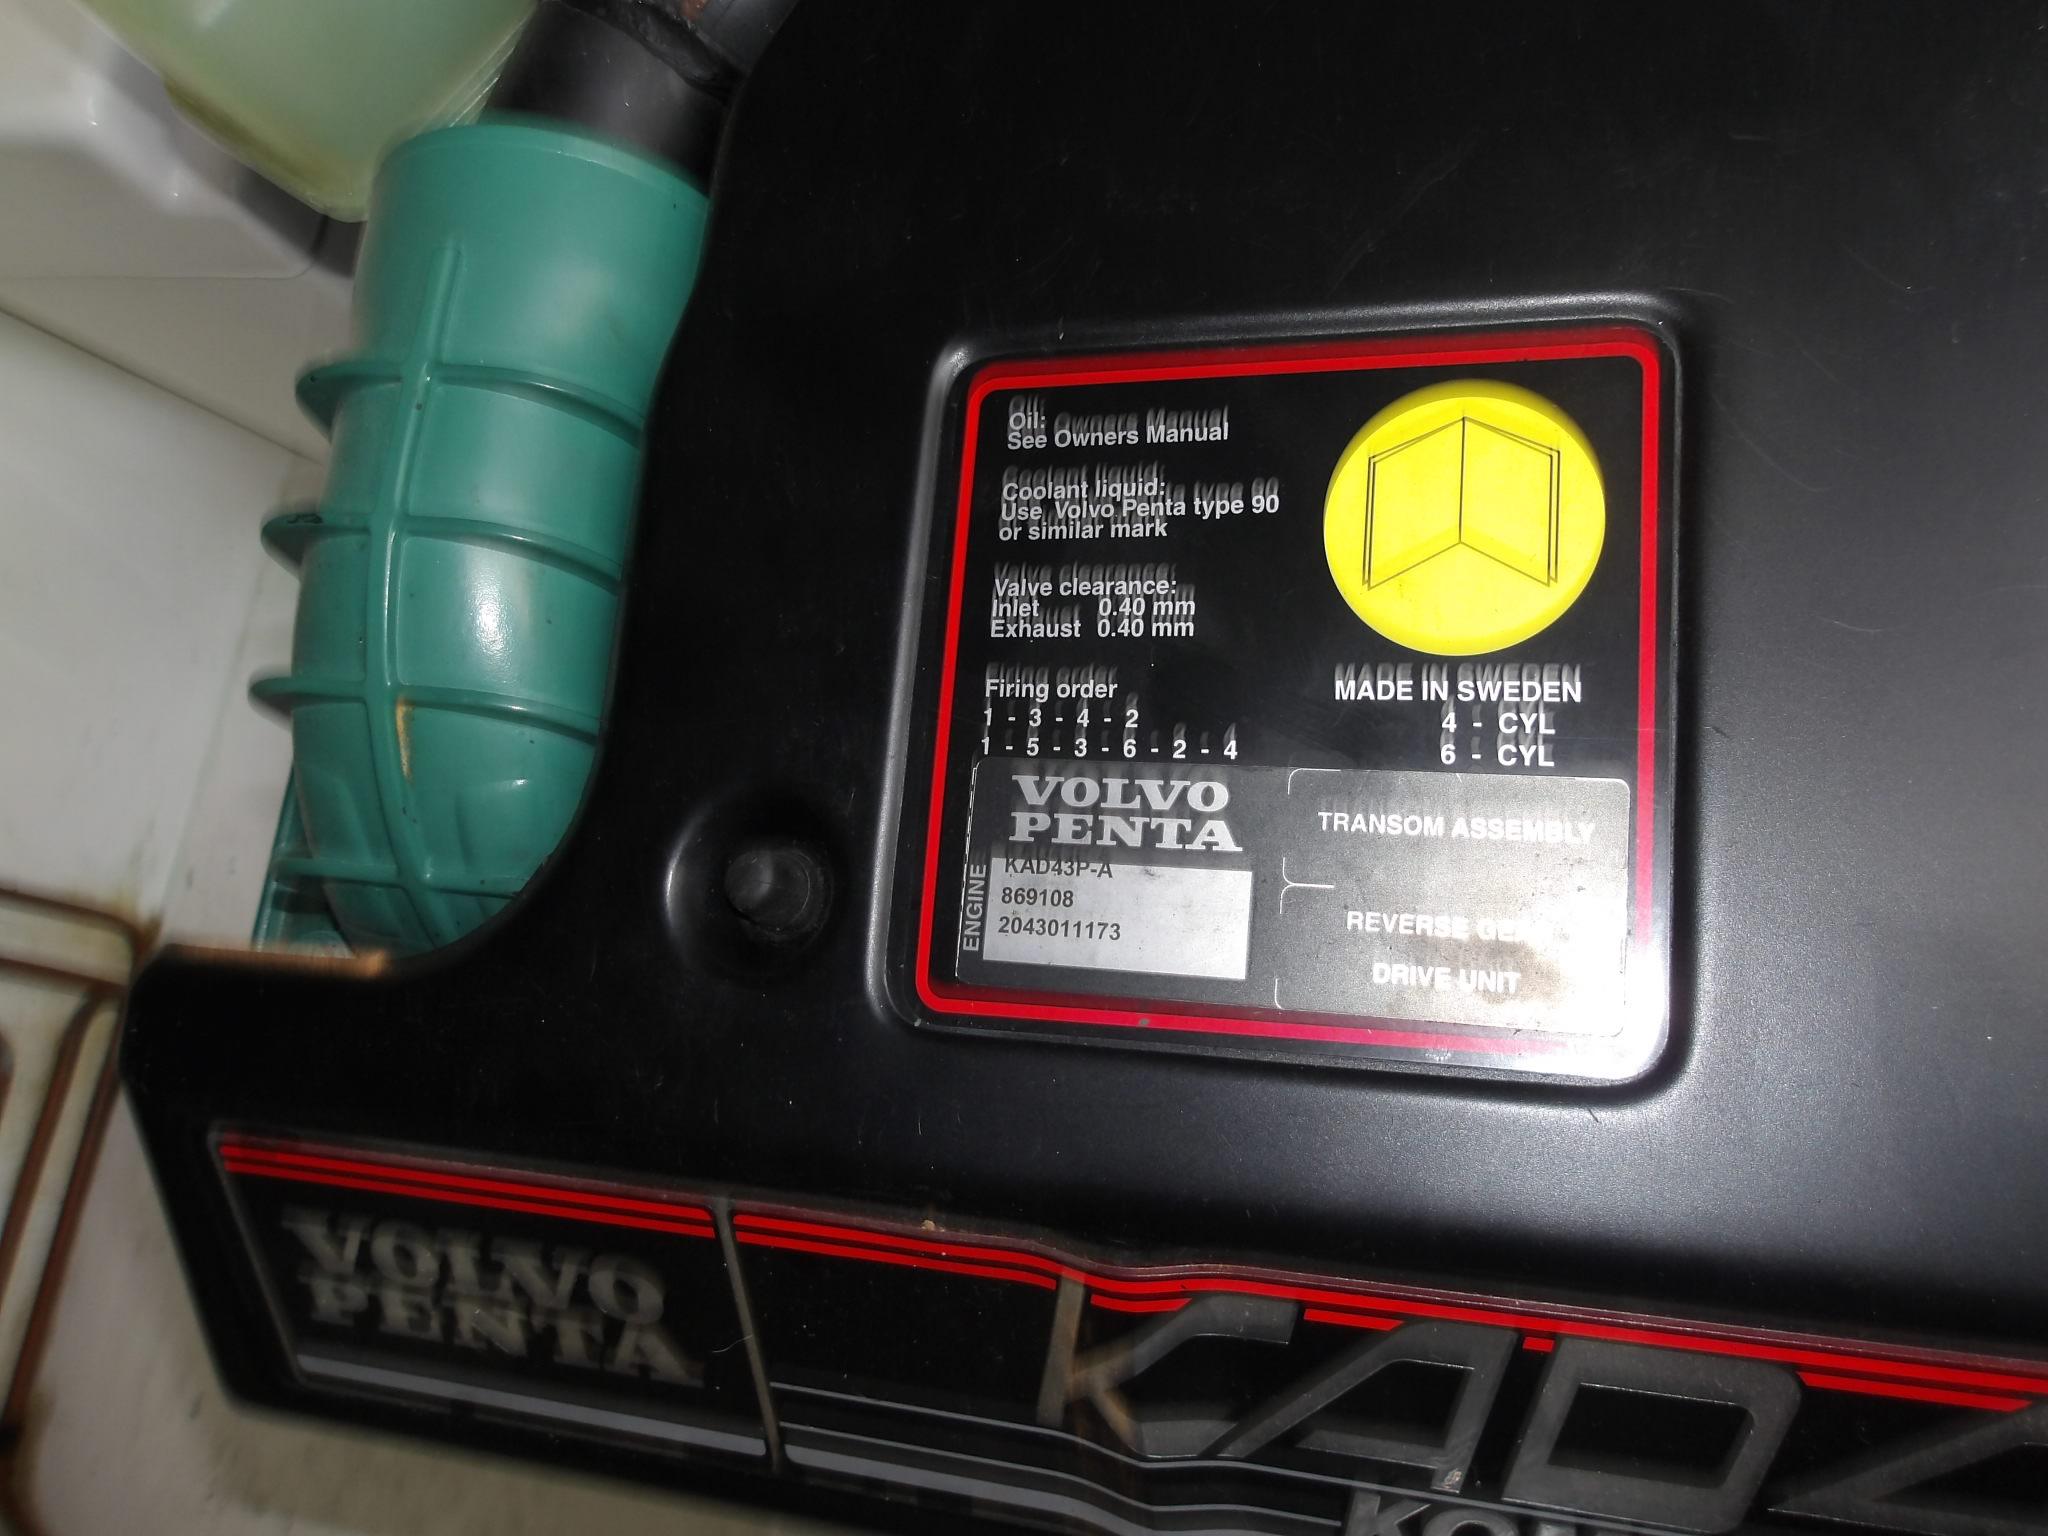 Oil:
See Owners Manual
Coolant liquid:
Use Volvo Penta type 90
or similar mark
Valve clearance:
Inlet 0.40 mm
Exhaust 0.40 mm
Firing order
1 - 3 - 4 - 2
1 - 5 - 3 - 6 - 2 - 4
MADE IN SWEDEN
4 - CYL
6 - CYL
VOLVO
PENTA
ENGINE
KAD43P-A
869108
2043011173
TRANSOM ASSEMBLY
REVERSE
DRIVE UNIT
VOLVO
PENTA
KAD